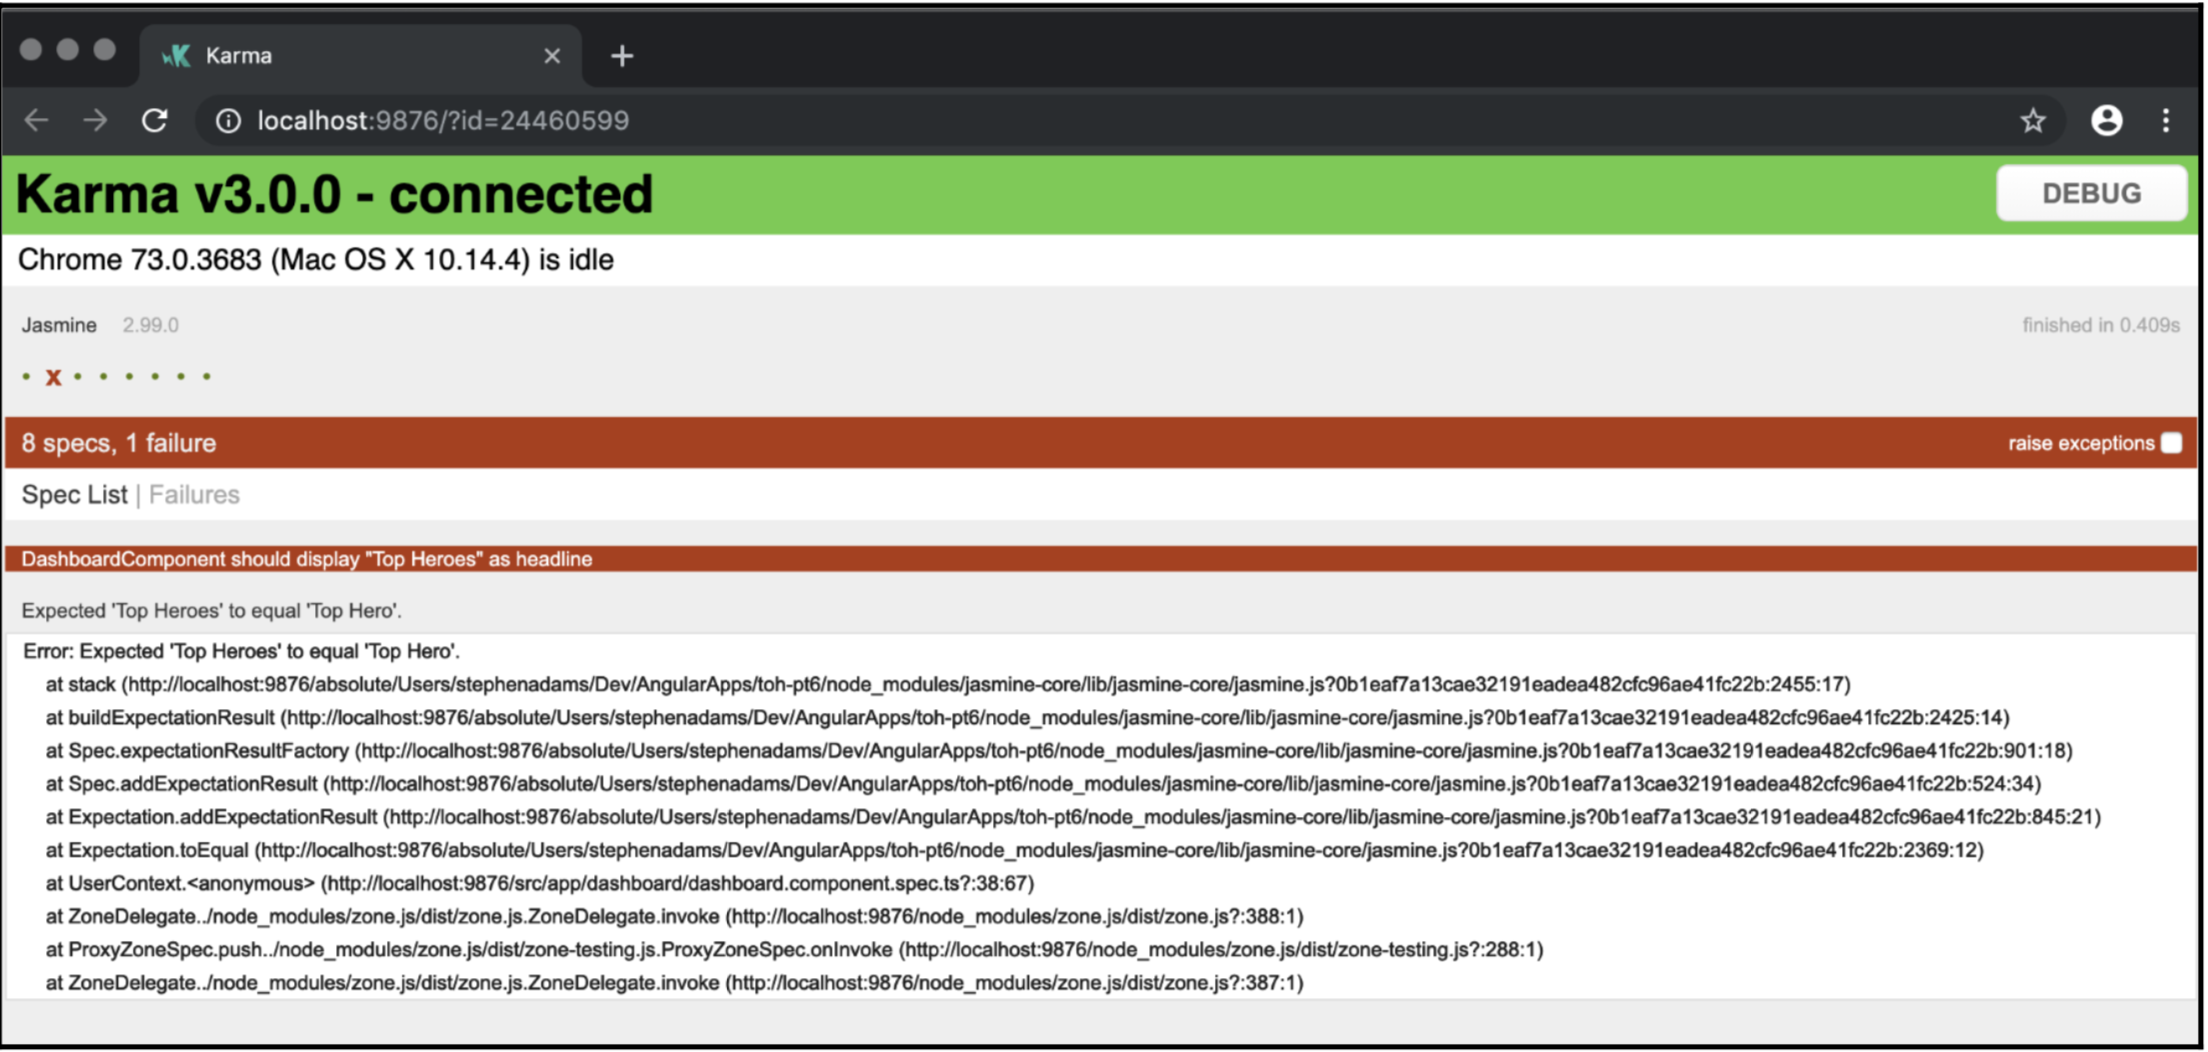 Karma
localhost:9876/?id=24460599
Karma v3.0.0 - connected
DEBUG
Chrome 73.0.3683 (Mac OS X 10.14.4) is idle
Jasmine 2.99.0
finished in 0.409s
• x • • • • • •
8 specs, 1 failure
raise exceptions
Spec List | Failures
DashboardComponent should display "Top Heroes" as headline
Expected 'Top Heroes' to equal 'Top Hero'.
Error: Expected 'Top Heroes' to equal 'Top Hero'.
at stack (http://localhost:9876/absolute/Users/stephenadams/Dev/AngularApps/toh-pt6/node_modules/jasmine-core/lib/jasmine-core/jasmine.js?0b1eaf7a13cae32191eadea482cfc96ae41fc22b:2455:17)
at buildExpectationResult (http://localhost:9876/absolute/Users/stephenadams/Dev/AngularApps/toh-pt6/node_modules/jasmine-core/lib/jasmine-core/jasmine.js?0b1eaf7a13cae32191eadea482cfc96ae41fc22b:2425:14)
at Spec.expectationResultFactory (http://localhost:9876/absolute/Users/stephenadams/Dev/AngularApps/toh-pt6/node_modules/jasmine-core/lib/jasmine-core/jasmine.js?0b1eaf7a13cae32191eadea482cfc96ae41fc22b:901:18)
at Spec.addExpectationResult (http://localhost:9876/absolute/Users/stephenadams/Dev/AngularApps/toh-pt6/node_modules/jasmine-core/lib/jasmine-core/jasmine.js?0b1eaf7a13cae32191eadea482cfc96ae41fc22b:524:34)
at Expectation.addExpectationResult (http://localhost:9876/absolute/Users/stephenadams/Dev/AngularApps/toh-pt6/node_modules/jasmine-core/lib/jasmine-core/jasmine.js?0b1eaf7a13cae32191eadea482cfc96ae41fc22b:845:21)
at Expectation.toEqual (http://localhost:9876/absolute/Users/stephenadams/Dev/AngularApps/toh-pt6/node_modules/jasmine-core/lib/jasmine-core/jasmine.js?0b1eaf7a13cae32191eadea482cfc96ae41fc22b:2369:12)
at UserContext.<anonymous> (http://localhost:9876/src/app/dashboard/dashboard.component.spec.ts?:38:67)
at ZoneDelegate../node_modules/zone.js/dist/zone.js.ZoneDelegate.invoke (http://localhost:9876/node_modules/zone.js/dist/zone.js?:388:1)
at ProxyZoneSpec.push../node_modules/zone.js/dist/zone-testing.js.ProxyZoneSpec.onInvoke (http://localhost:9876/node_modules/zone.js/dist/zone-testing.js?:288:1)
at ZoneDelegate../node_modules/zone.js/dist/zone.js.ZoneDelegate.invoke (http://localhost:9876/node_modules/zone.js/dist/zone.js?:387:1)